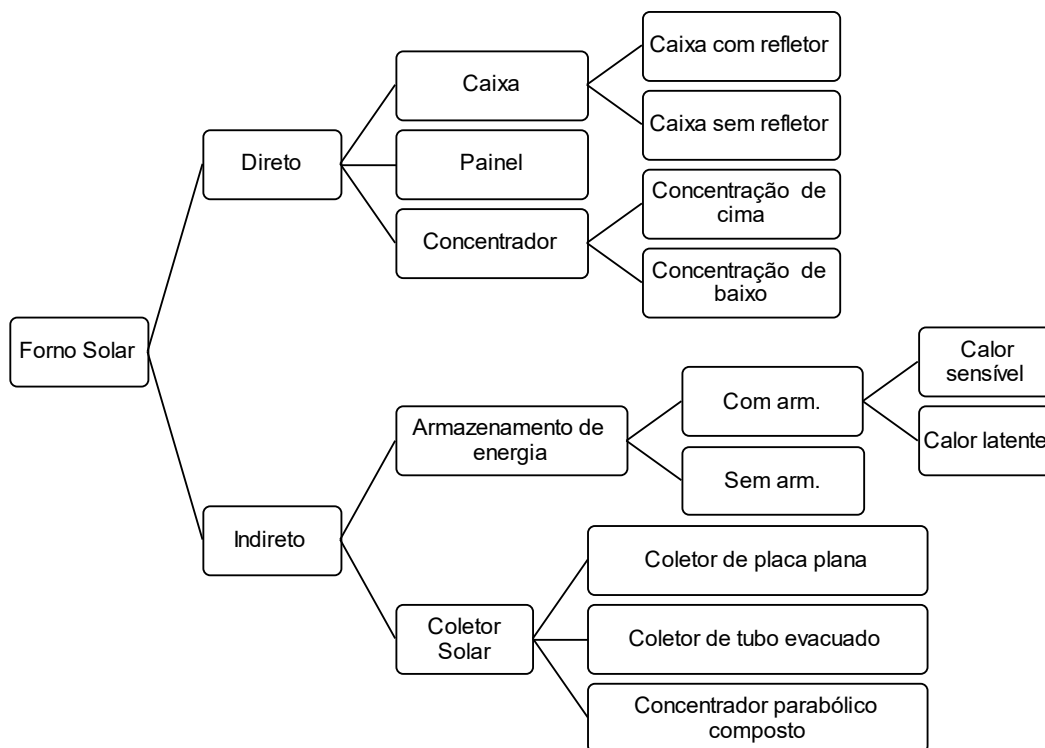 Caixa com refletor
Caixa
Caixa sem refletor
Direto
Painel
Concentração de
cima
Concentrador
Concentração de
baixo
Forno Solar
Calor
sensível
Com arm.
Armazenamento de
energia
Calor latente
Sem arm.
Indireto
Coletor de placa plana
Coletor
Solar
Coletor de tubo evacuado
Concentrador parabólico
composto